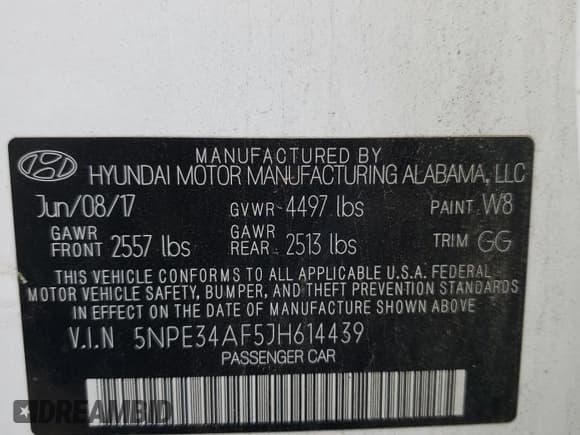 MANUFACTURED BY
HYUNDAI MOTOR MANUFACTURING ALABAMA, LLC
Jun/08/17 GVWR 4497 lbs PAINT W8
GAWR FRONT 2557 lbs GAWR REAR 2513 lbs TRIM GG
THIS VEHICLE CONFORMS TO ALL APPLICABLE U.S.A. FEDERAL
MOTOR VEHICLE SAFETY, BUMPER, AND THEFT PREVENTION STANDARDS
IN EFFECT ON THE DATE OF MANUFACTURE SHOWN ABOVE.
V.I.N 5NPE34AF5JH614439
PASSENGER CAR
DREAMBID